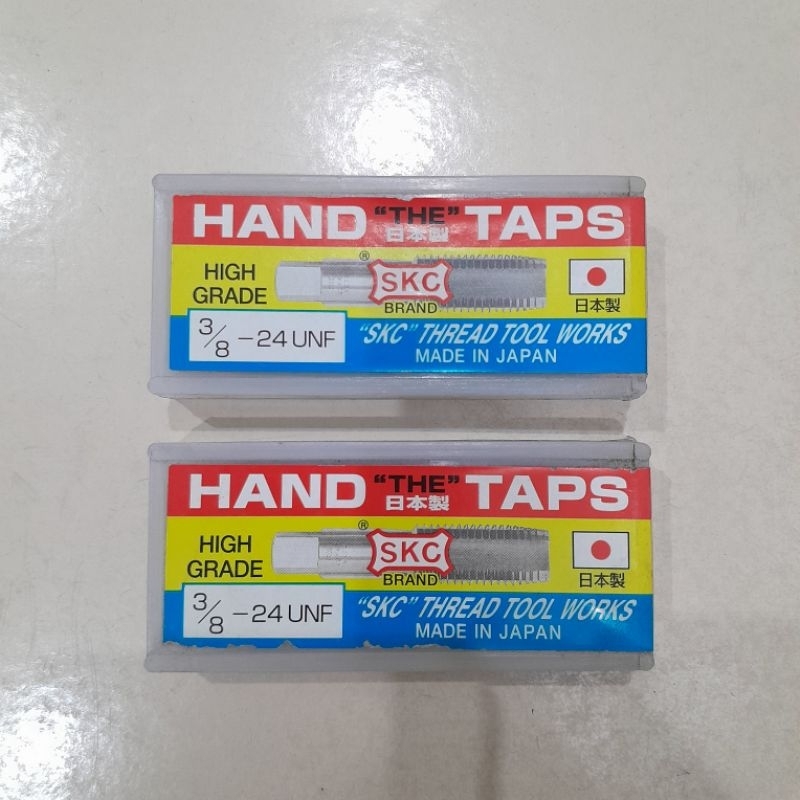 HAND "THE" TAPS
日本製
HIGH
GRADE
®
SKC
BRAND
日本製
3/8 - 24 UNF
"SKC" THREAD TOOL WORKS
MADE IN JAPAN
HAND "THE" TAPS
日本製
HIGH
GRADE
®
SKC
BRAND
日本製
3/8 - 24 UNF
"SKC" THREAD TOOL WORKS
MADE IN JAPAN